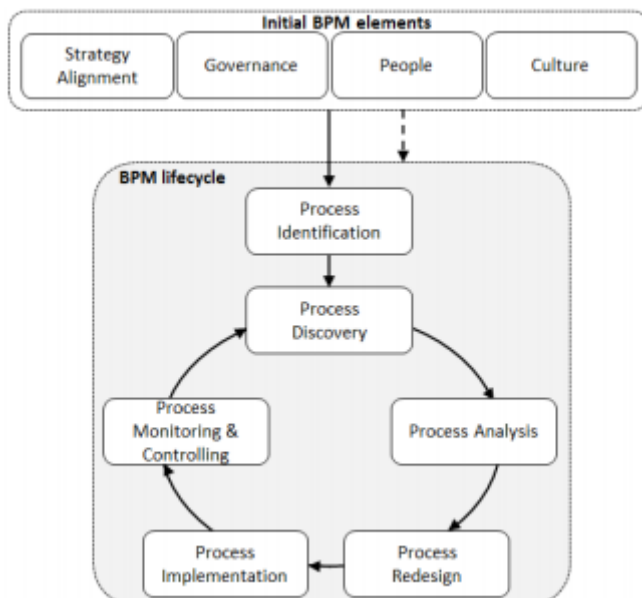 Initial BPM elements
Strategy
Alignment
Governance
People
Culture
BPM lifecycle
Process
Identification
Process
Discovery
Process
Monitoring &
Controlling
Process Analysis
Process
Implementation
Process
Redesign